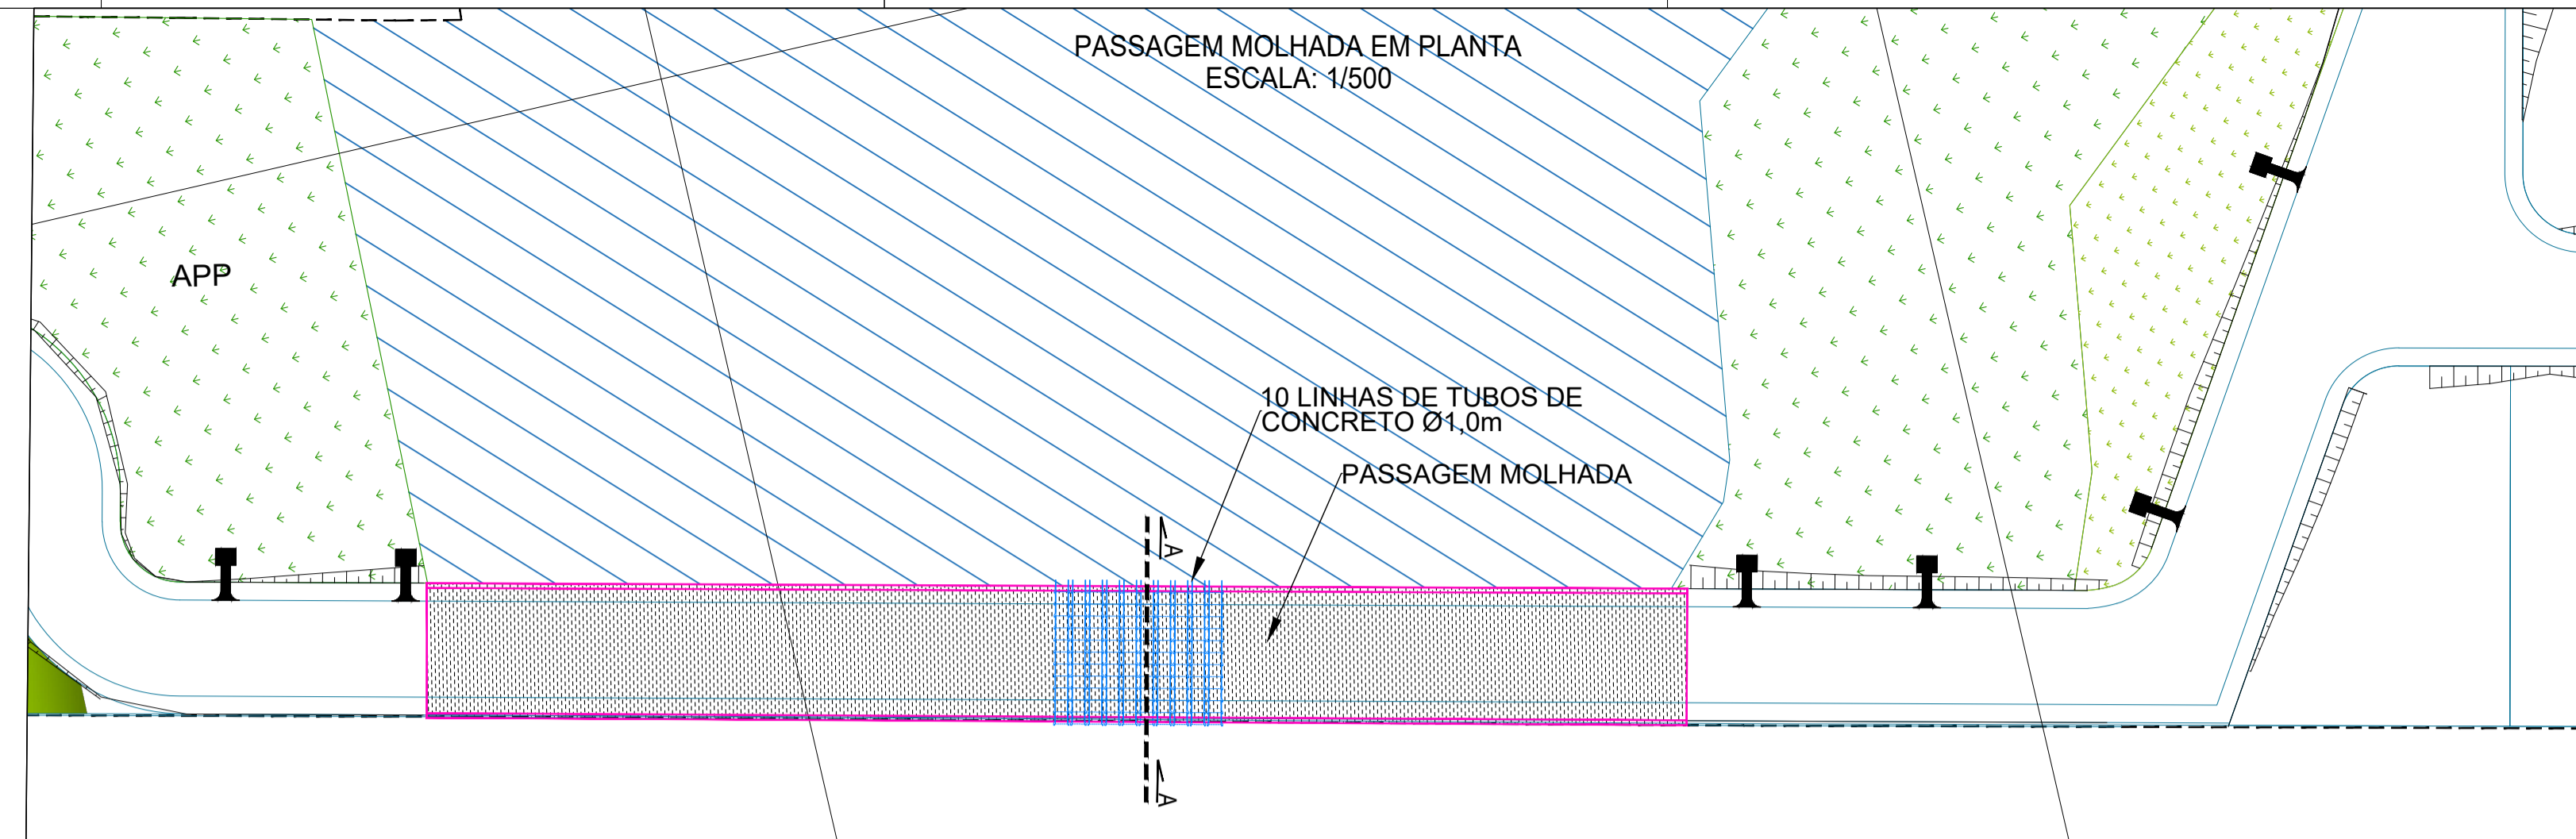 PASSAGEM MOLHADA EM PLANTA
ESCALA: 1/500
APP
10 LINHAS DE TUBOS DE
CONCRETO Ø1,0m
PASSAGEM MOLHADA
A
A